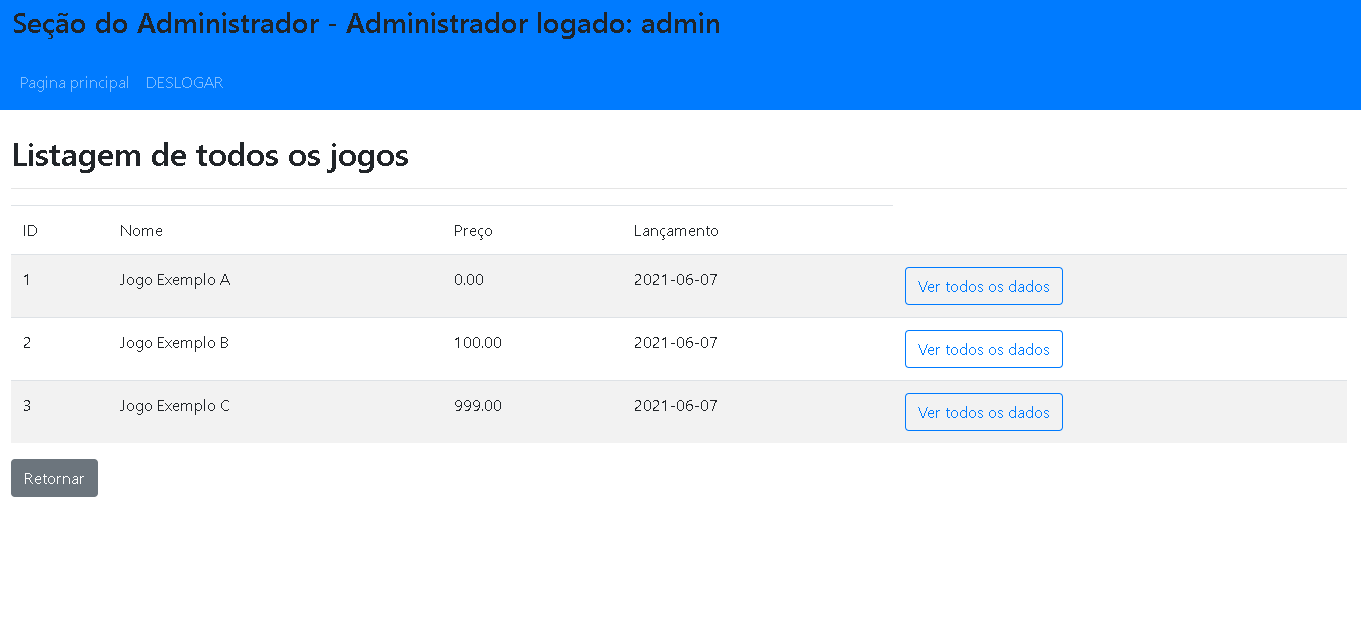 Seção do Administrador - Administrador logado: admin
Pagina principal DESLOGAR
Listagem de todos os jogos
ID Nome Preço Lançamento
1 Jogo Exemplo A 0.00 2021-06-07 Ver todos os dados
2 Jogo Exemplo B 100.00 2021-06-07 Ver todos os dados
3 Jogo Exemplo C 999.00 2021-06-07 Ver todos os dados
Retornar